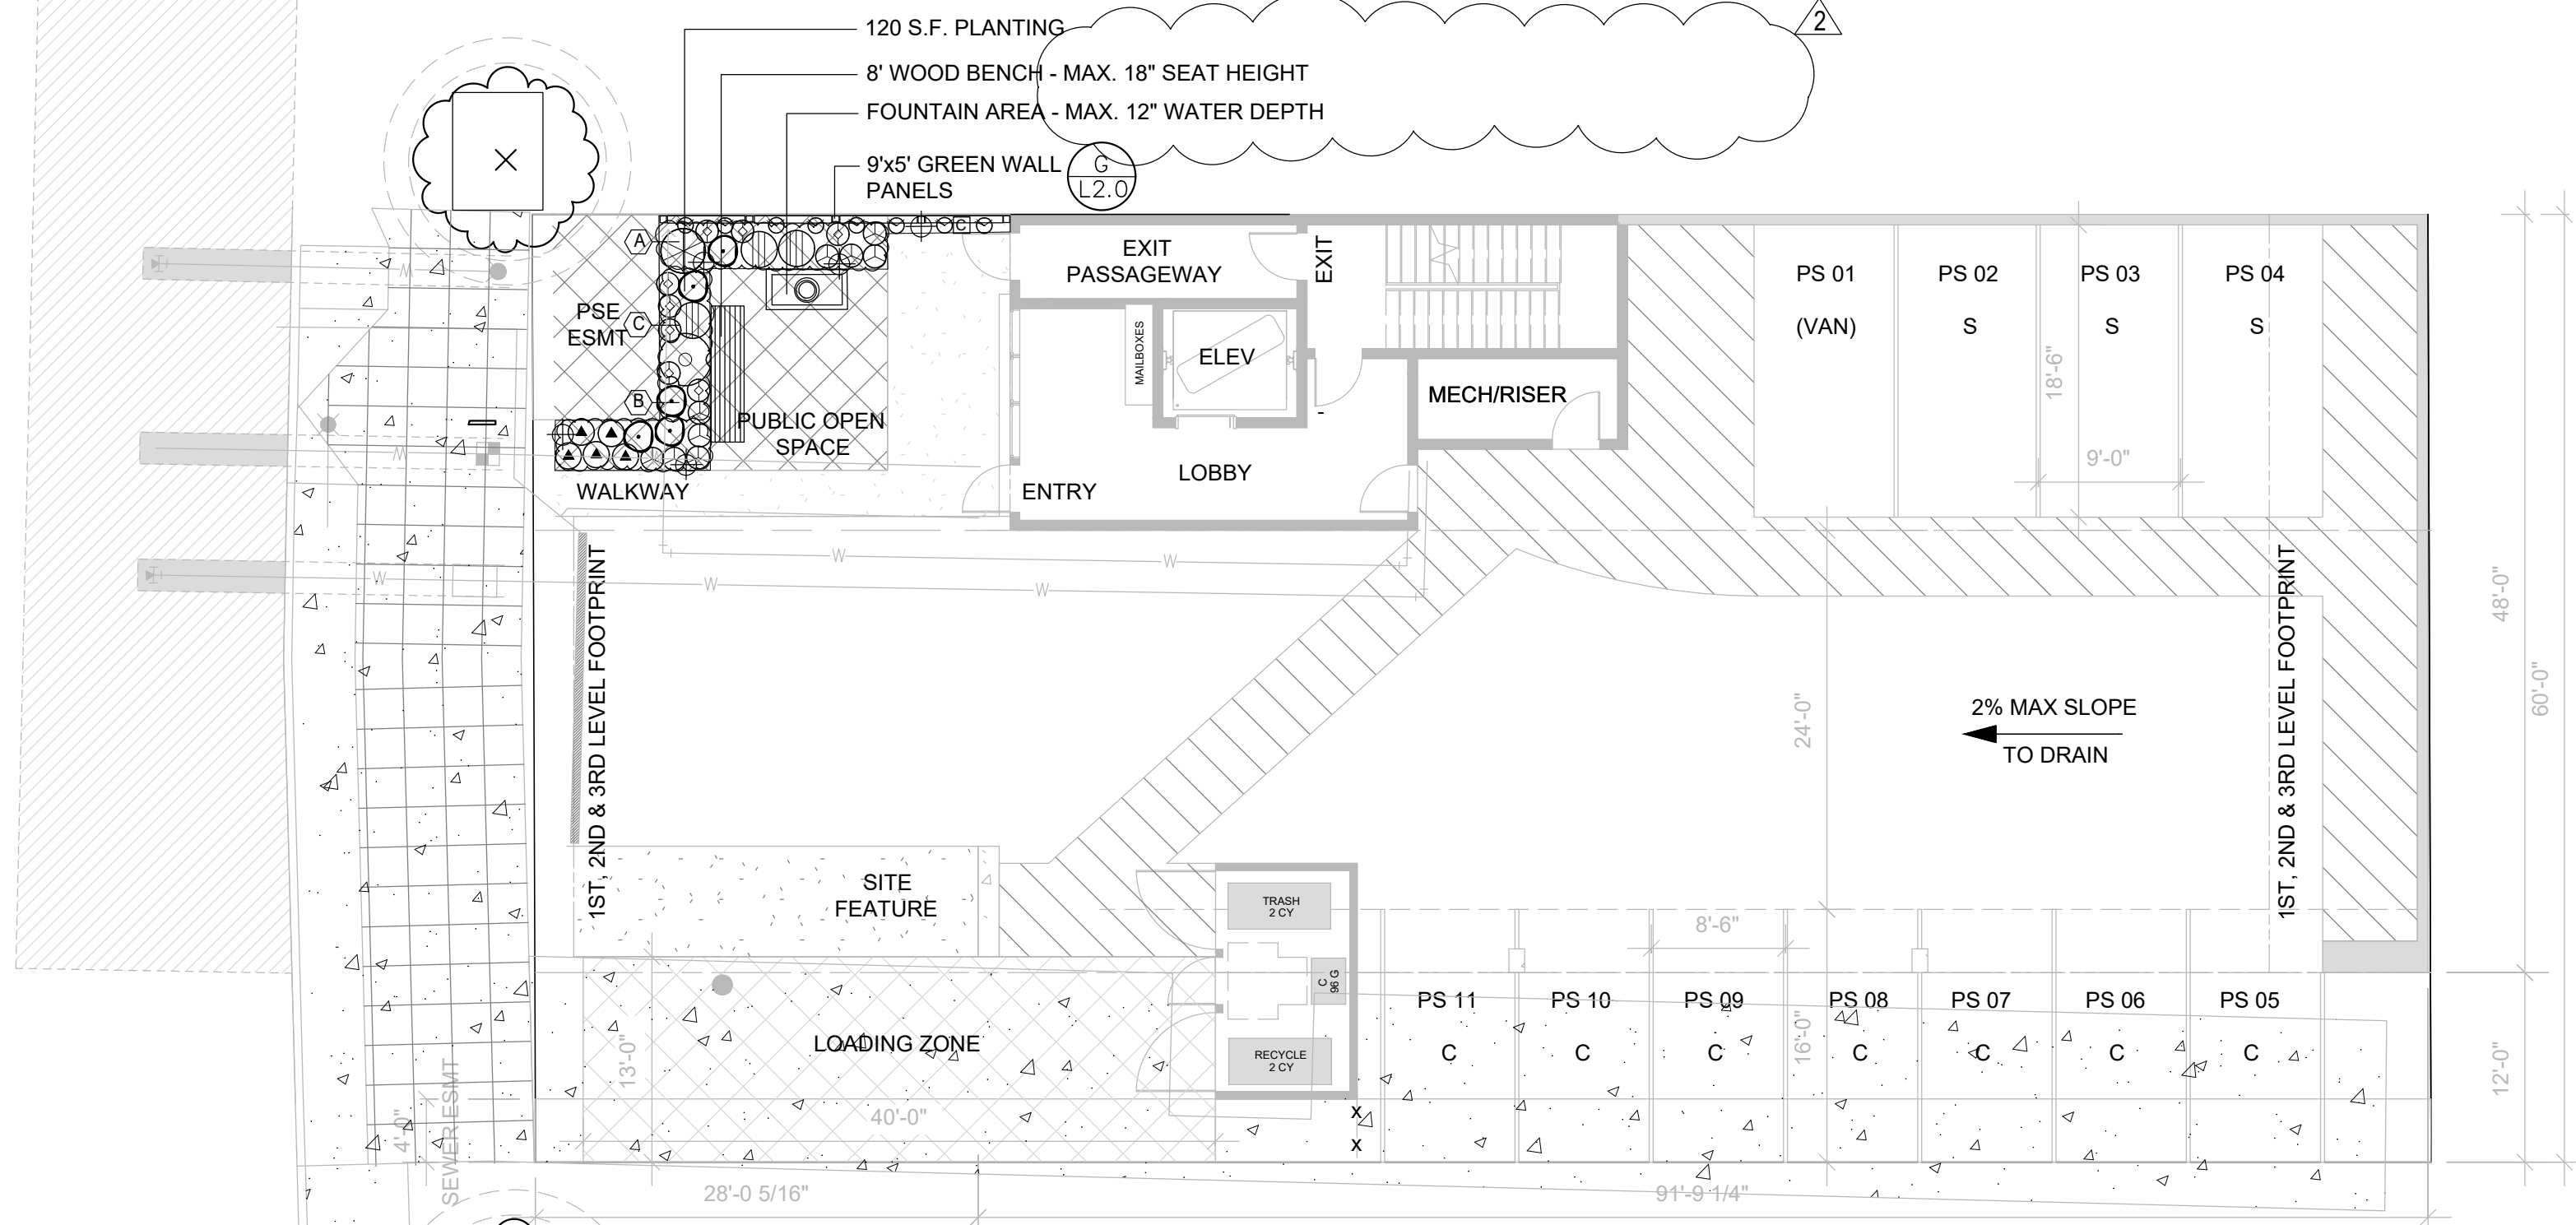 120 S.F. PLANTING
2
8' WOOD BENCH - MAX. 18" SEAT HEIGHT
FOUNTAIN AREA - MAX. 12" WATER DEPTH
9'x5' GREEN WALL
PANELS
G
L2.0
A
C
B
C
PSE
ESMT
PUBLIC OPEN
SPACE
WALKWAY
EXIT
PASSAGEWAY
EXIT
MAILBOXES
ELEV
MECH/RISER
LOBBY
ENTRY
PS 01
(VAN)
PS 02
S
PS 03
S
PS 04
S
18'-6"
9'-0"
W
W
W
W
W
W
W
1ST, 2ND & 3RD LEVEL FOOTPRINT
1ST, 2ND & 3RD LEVEL FOOTPRINT
48'-0"
60'-0"
24'-0"
2% MAX SLOPE
TO DRAIN
SITE
FEATURE
TRASH
2 CY
C
96 G
RECYCLE
2 CY
8'-6"
PS 11
C
PS 10
C
PS 09
C
PS 08
C
PS 07
C
PS 06
C
PS 05
C
16'-0"
12'-0"
LOADING ZONE
13'-0"
40'-0"
4'-0"
SEWER ESMT
X
X
28'-0 5/16"
91'-9 1/4"